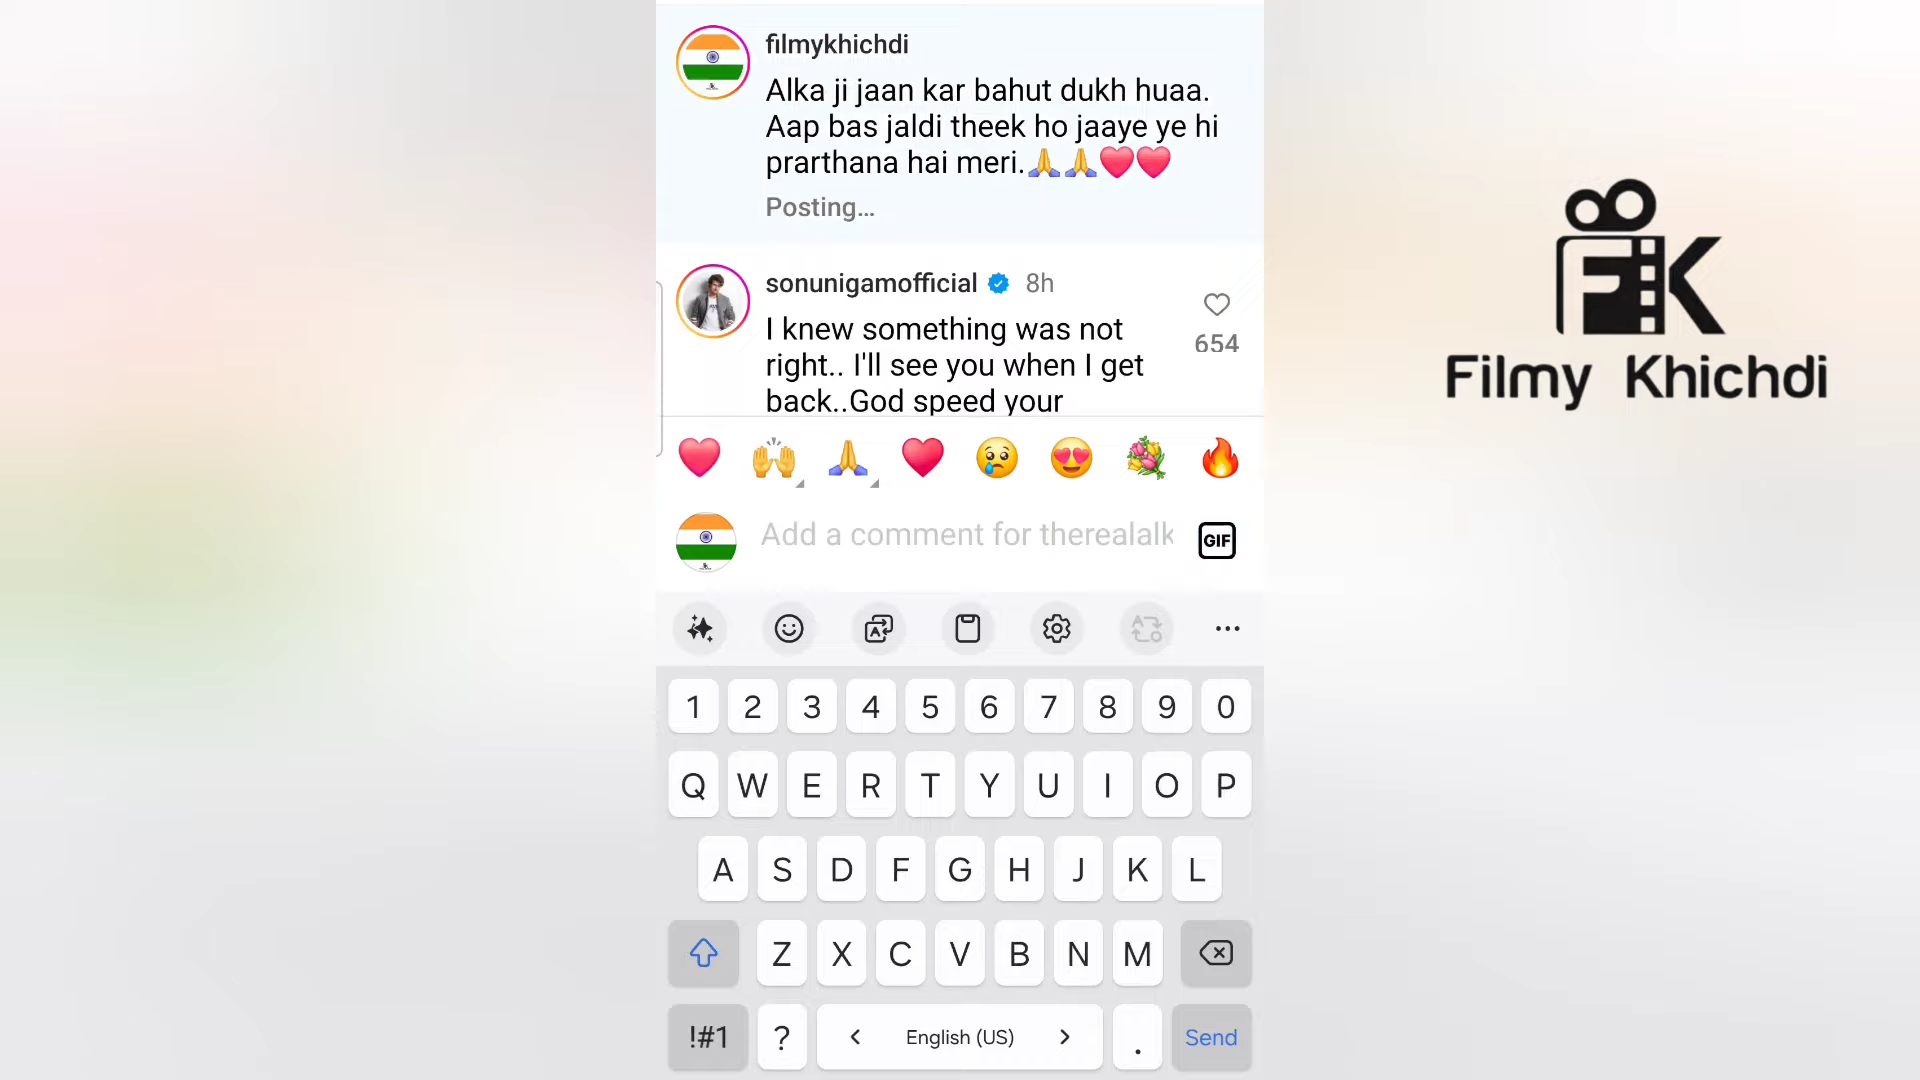 filmykhichdi
Alka ji jaan kar bahut dukh huaa.
Aap bas jaldi theek ho jaaye ye hi
prarthana hai meri.🙏🙏❤️❤️
Posting...
sonunigamofficial 8h
I knew something was not
right.. I'll see you when I get
back..God speed your
654
Add a comment for therealalk
GIF
1 2 3 4 5 6 7 8 9 0
Q W E R T Y U I O P
A S D F G H J K L
Z X C V B N M
!#1 ? < English (US) > . Send
FK
Filmy Khichdi